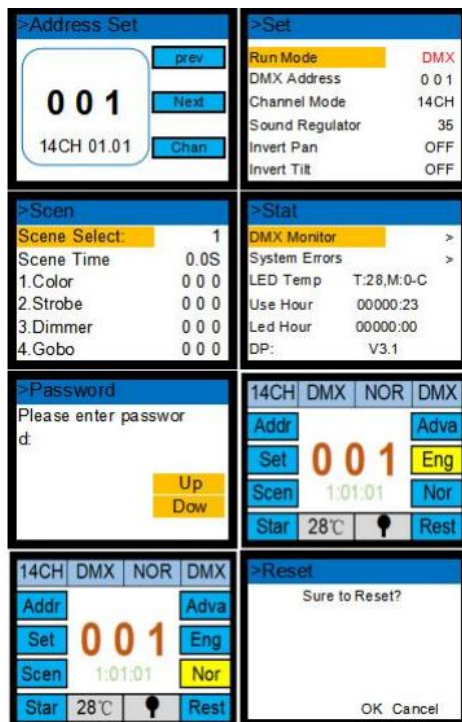 >Address Set
prev
001
Next
14CH 01.01
Chan
>Set
Run Mode DMX
DMX Address 001
Channel Mode 14CH
Sound Regulator 35
Invert Pan OFF
Invert Tilt OFF
>Scen
Scene Select: 1
Scene Time 0.0S
1.Color 000
2.Strobe 000
3.Dimmer 000
4.Gobo 000
>Stat
DMX Monitor >
System Errors >
LED Temp T:28,M:0-C
Use Hour 00000:23
Led Hour 00000:00
DP: V3.1
>Password
Please enter passwor
d:
Up
Dow
14CH DMX NOR DMX
Addr Adva
Set 001 Eng
Scen 1:01:01 Nor
Star 28℃ Rest
14CH DMX NOR DMX
Addr Adva
Set 001 Eng
Scen 1:01:01 Nor
Star 28℃ Rest
>Reset
Sure to Reset?
OK Cancel